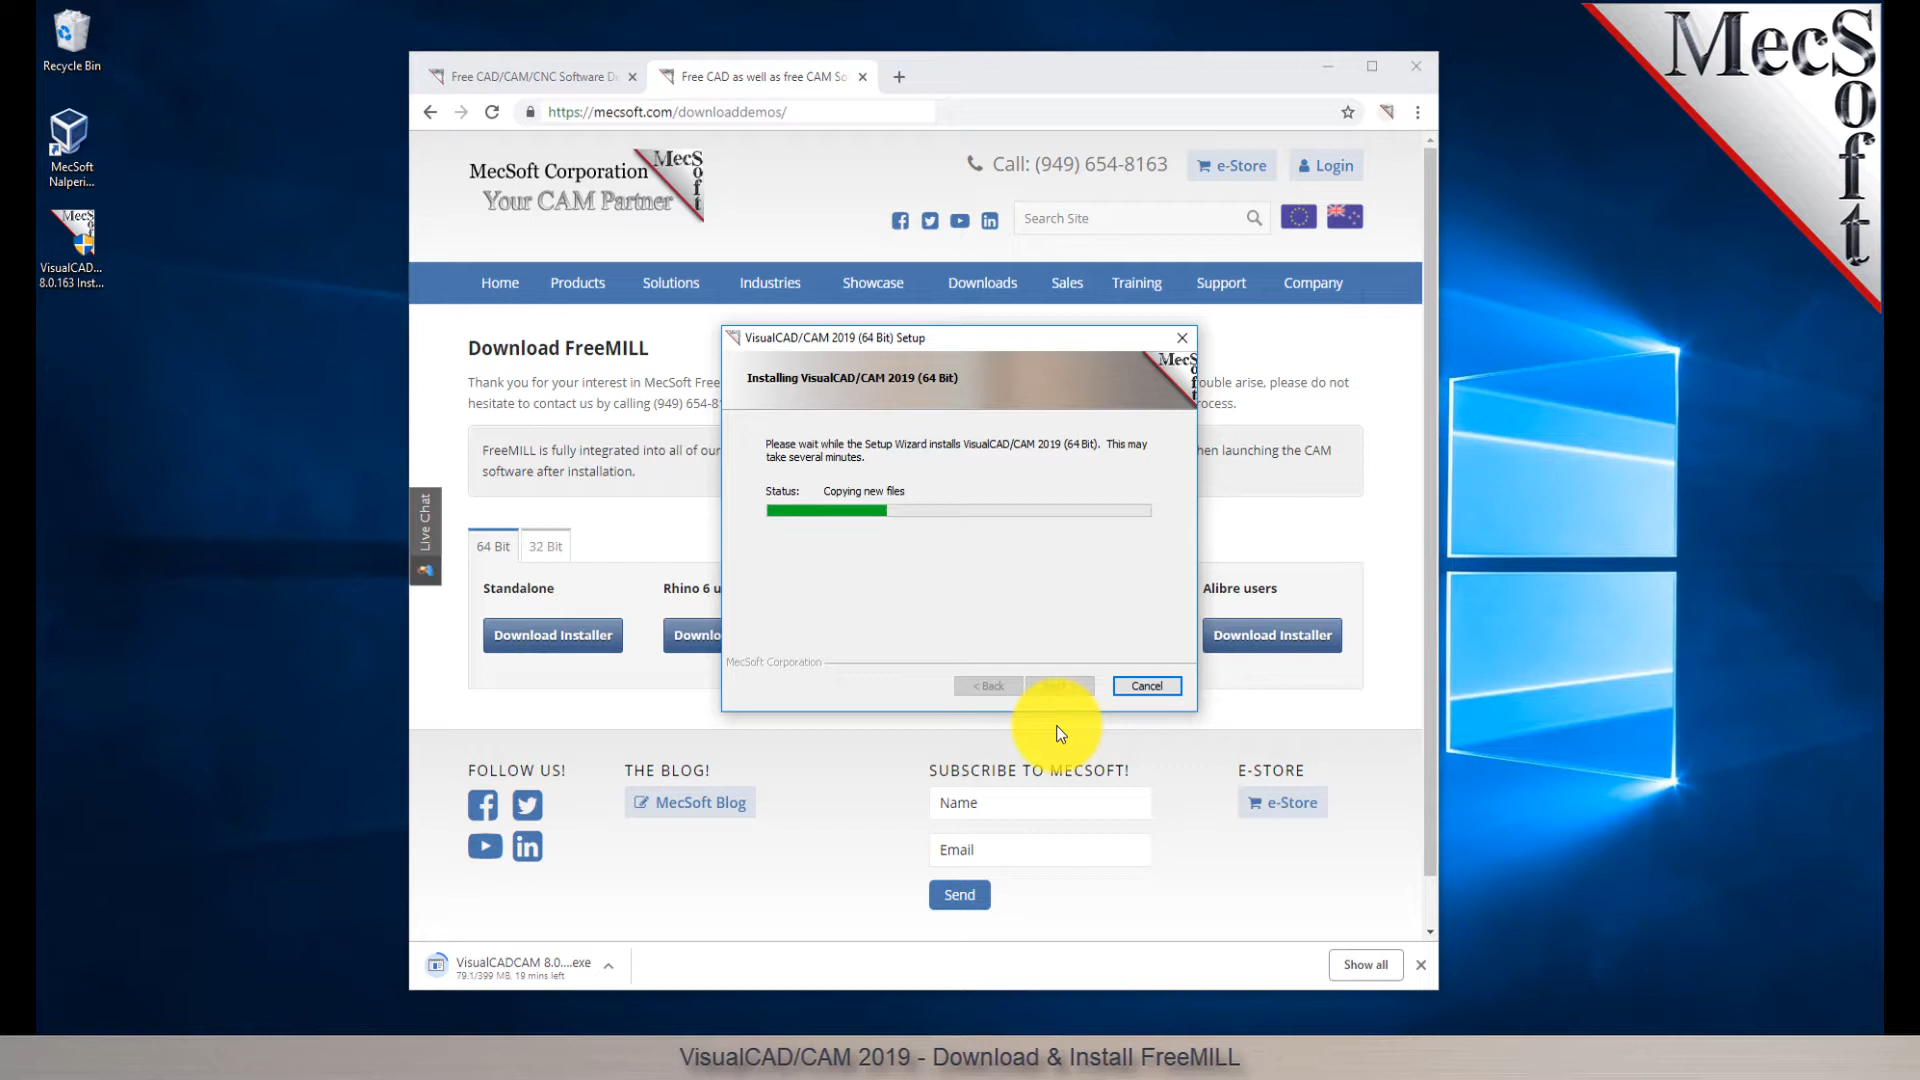 Recycle Bin
MecSoft
Nalperi...
MecSoft
VisualCAD...
8.0.163 Inst...
MecSoft
Free CAD/CAM/CNC Software D
Free CAD as well as free CAM So
https://mecsoft.com/downloaddemos/
MecSoft Corporation
Your CAM Partner
MecSoft
Call: (949) 654-8163
e-Store
Login
Search Site
Home Products Solutions Industries Showcase Downloads Sales Training Support Company
Download FreeMILL
Thank you for your interest in MecSoft Free
ouble arise, please do not
hesitate to contact us by calling (949) 654-8
rocess.
FreeMILL is fully integrated into all of ou
hen launching the CAM
software after installation.
VisualCAD/CAM 2019 (64 Bit) Setup
Installing VisualCAD/CAM 2019 (64 Bit)
MecSof
Please wait while the Setup Wizard installs VisualCAD/CAM 2019 (64 Bit). This may
take several minutes.
Status: Copying new files
MecSoft Corporation
< Back
Cancel
Live Chat
64 Bit 32 Bit
Standalone
Rhino 6 u
Alibre users
Download Installer
Downlo
Download Installer
FOLLOW US!
THE BLOG!
MecSoft Blog
SUBSCRIBE TO MECSOFT!
Name
Email
Send
E-STORE
e-Store
VisualCADCAM 8.0....exe
79.1/399 MB, 19 mins left
Show all
VisualCAD/CAM 2019 - Download & Install FreeMILL